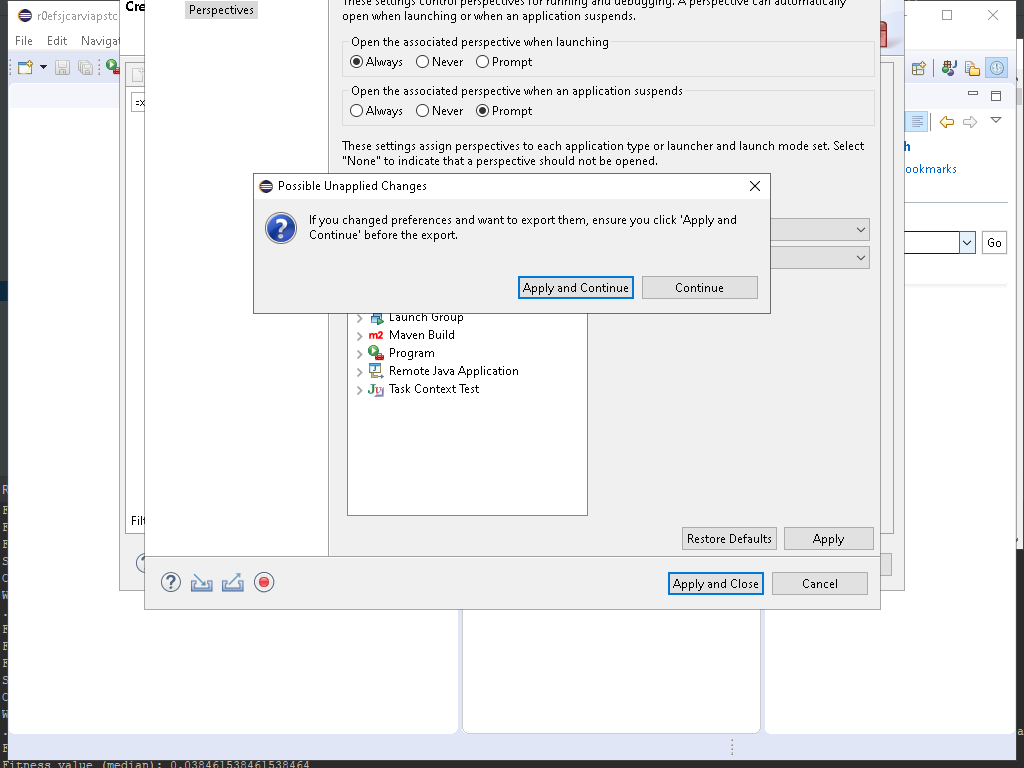 r0efsjcarviapstc
Cre
File Edit Navigat
Perspectives
These settings control perspectives for running and debugging. A perspective can automatically
open when launching or when an application suspends.
Open the associated perspective when launching
Always Never Prompt
Open the associated perspective when an application suspends
Always Never Prompt
These settings assign perspectives to each application type or launcher and launch mode set. Select
"None" to indicate that a perspective should not be opened.
ookmarks
Go
Possible Unapplied Changes
If you changed preferences and want to export them, ensure you click 'Apply and
Continue' before the export.
Apply and Continue Continue
Launch Group
m2 Maven Build
Program
Remote Java Application
Task Context Test
Filt
Restore Defaults Apply
Apply and Close Cancel
Fitness value (median): 0.038461538461538464